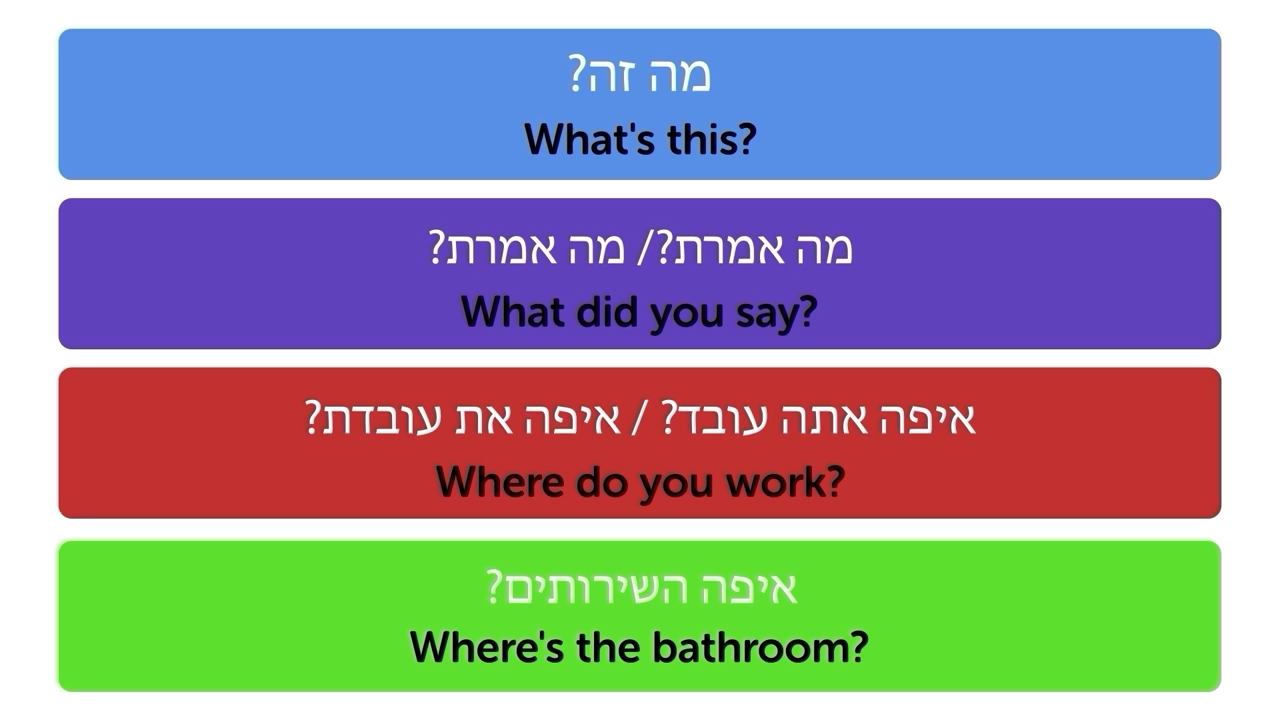 מה זה?
What's this?
מה אמרת?/ מה אמרת?
What did you say?
איפה אתה עובד? / איפה את עובדת?
Where do you work?
איפה השירותים?
Where's the bathroom?